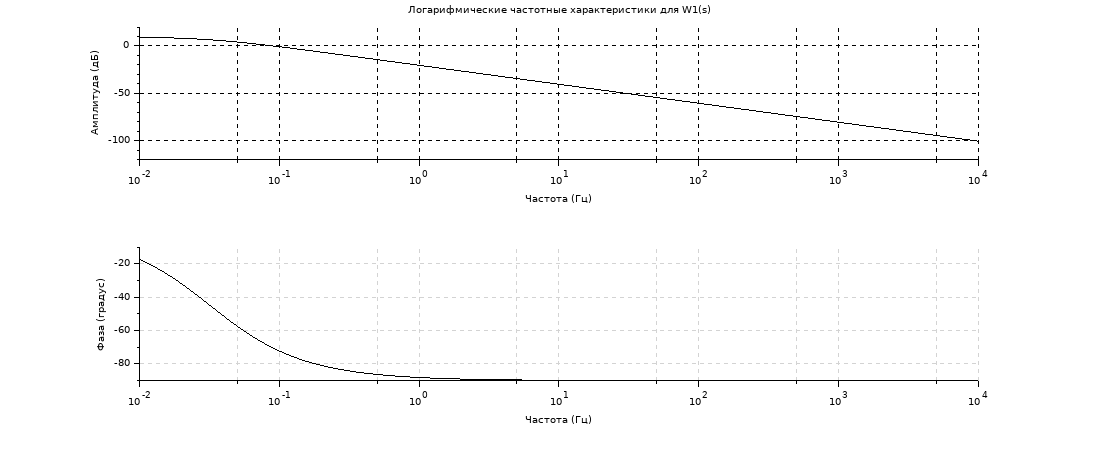 Логарифмические частотные характеристики для W1(s)
Амплитуда (дБ)
0
-50
-100
10^-2 10^-1 10^0 10^1 10^2 10^3 10^4
Частота (Гц)
Фаза (градус)
-20
-40
-60
-80
10^-2 10^-1 10^0 10^1 10^2 10^3 10^4
Частота (Гц)